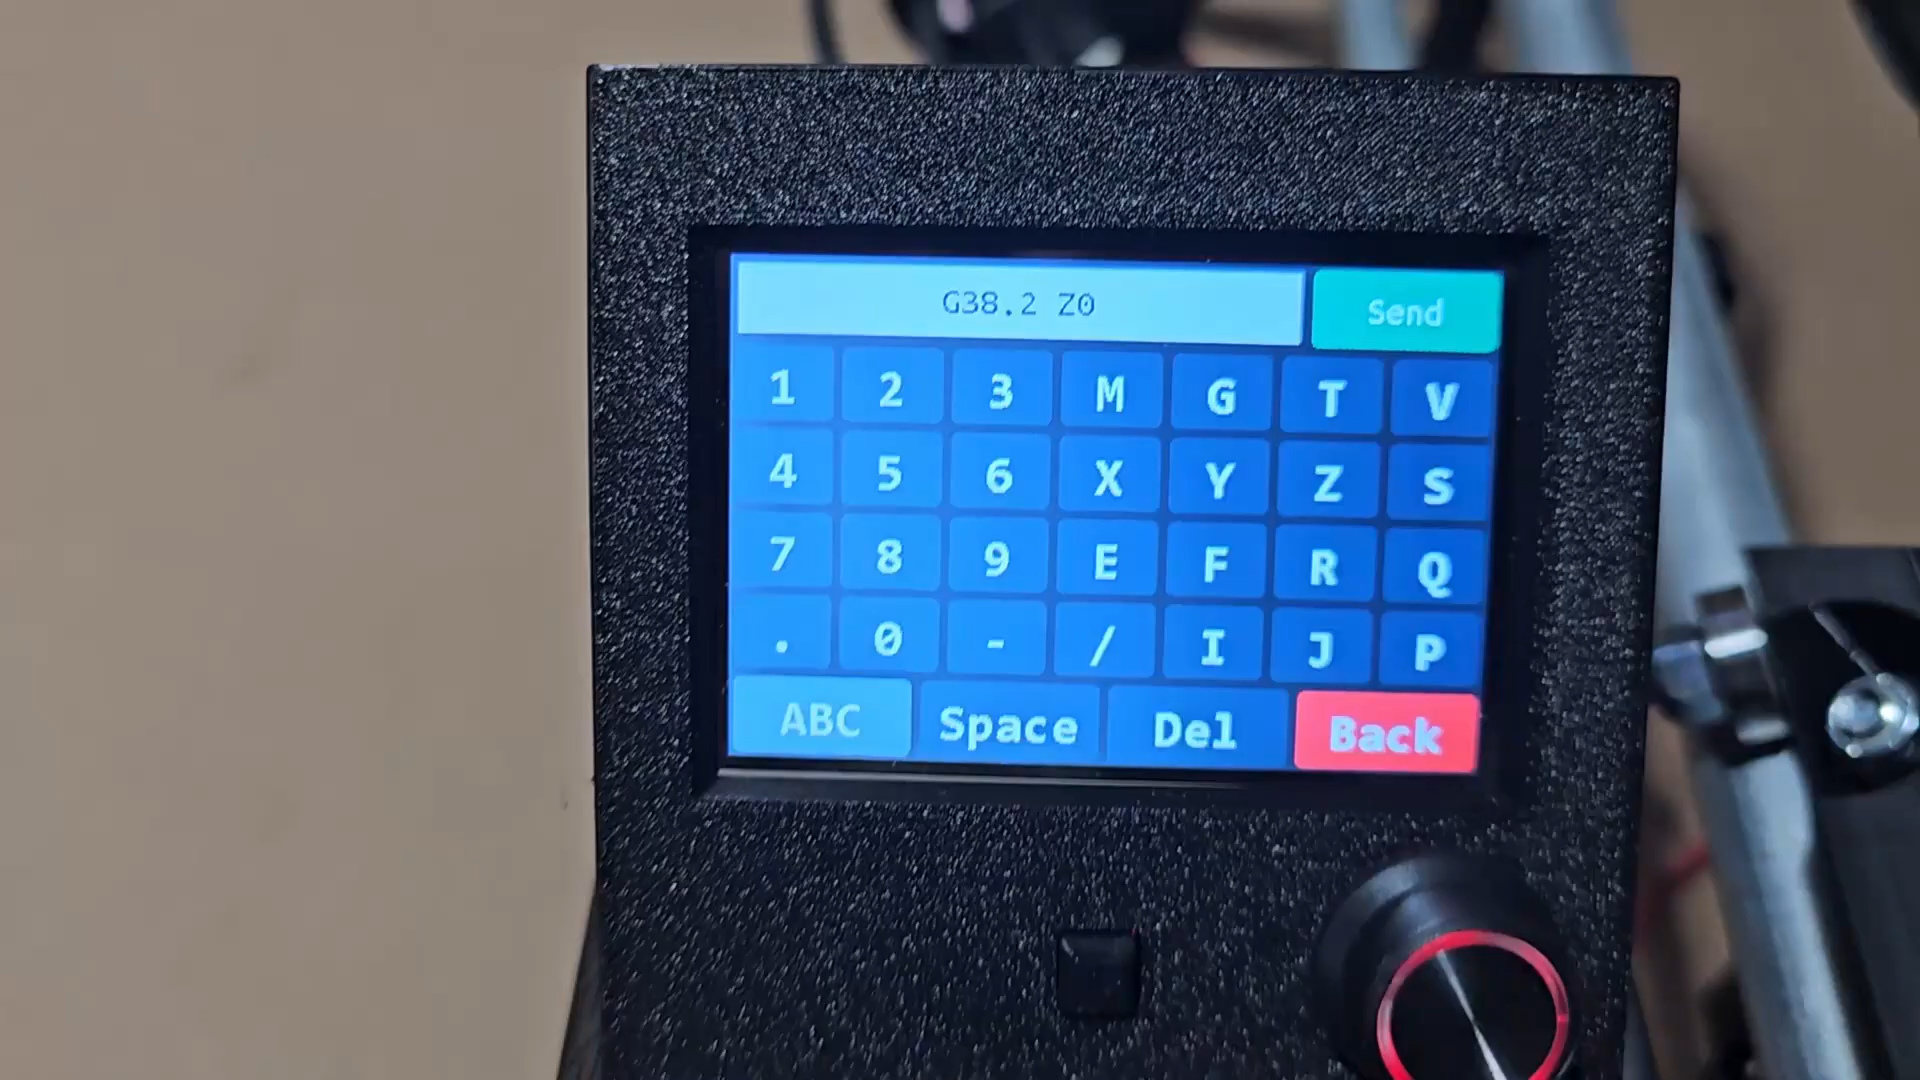 G38.2 Z0 Send
1 2 3 M G T V
4 5 6 X Y Z S
7 8 9 E F R Q
. 0 - / I J P
ABC Space Del Back